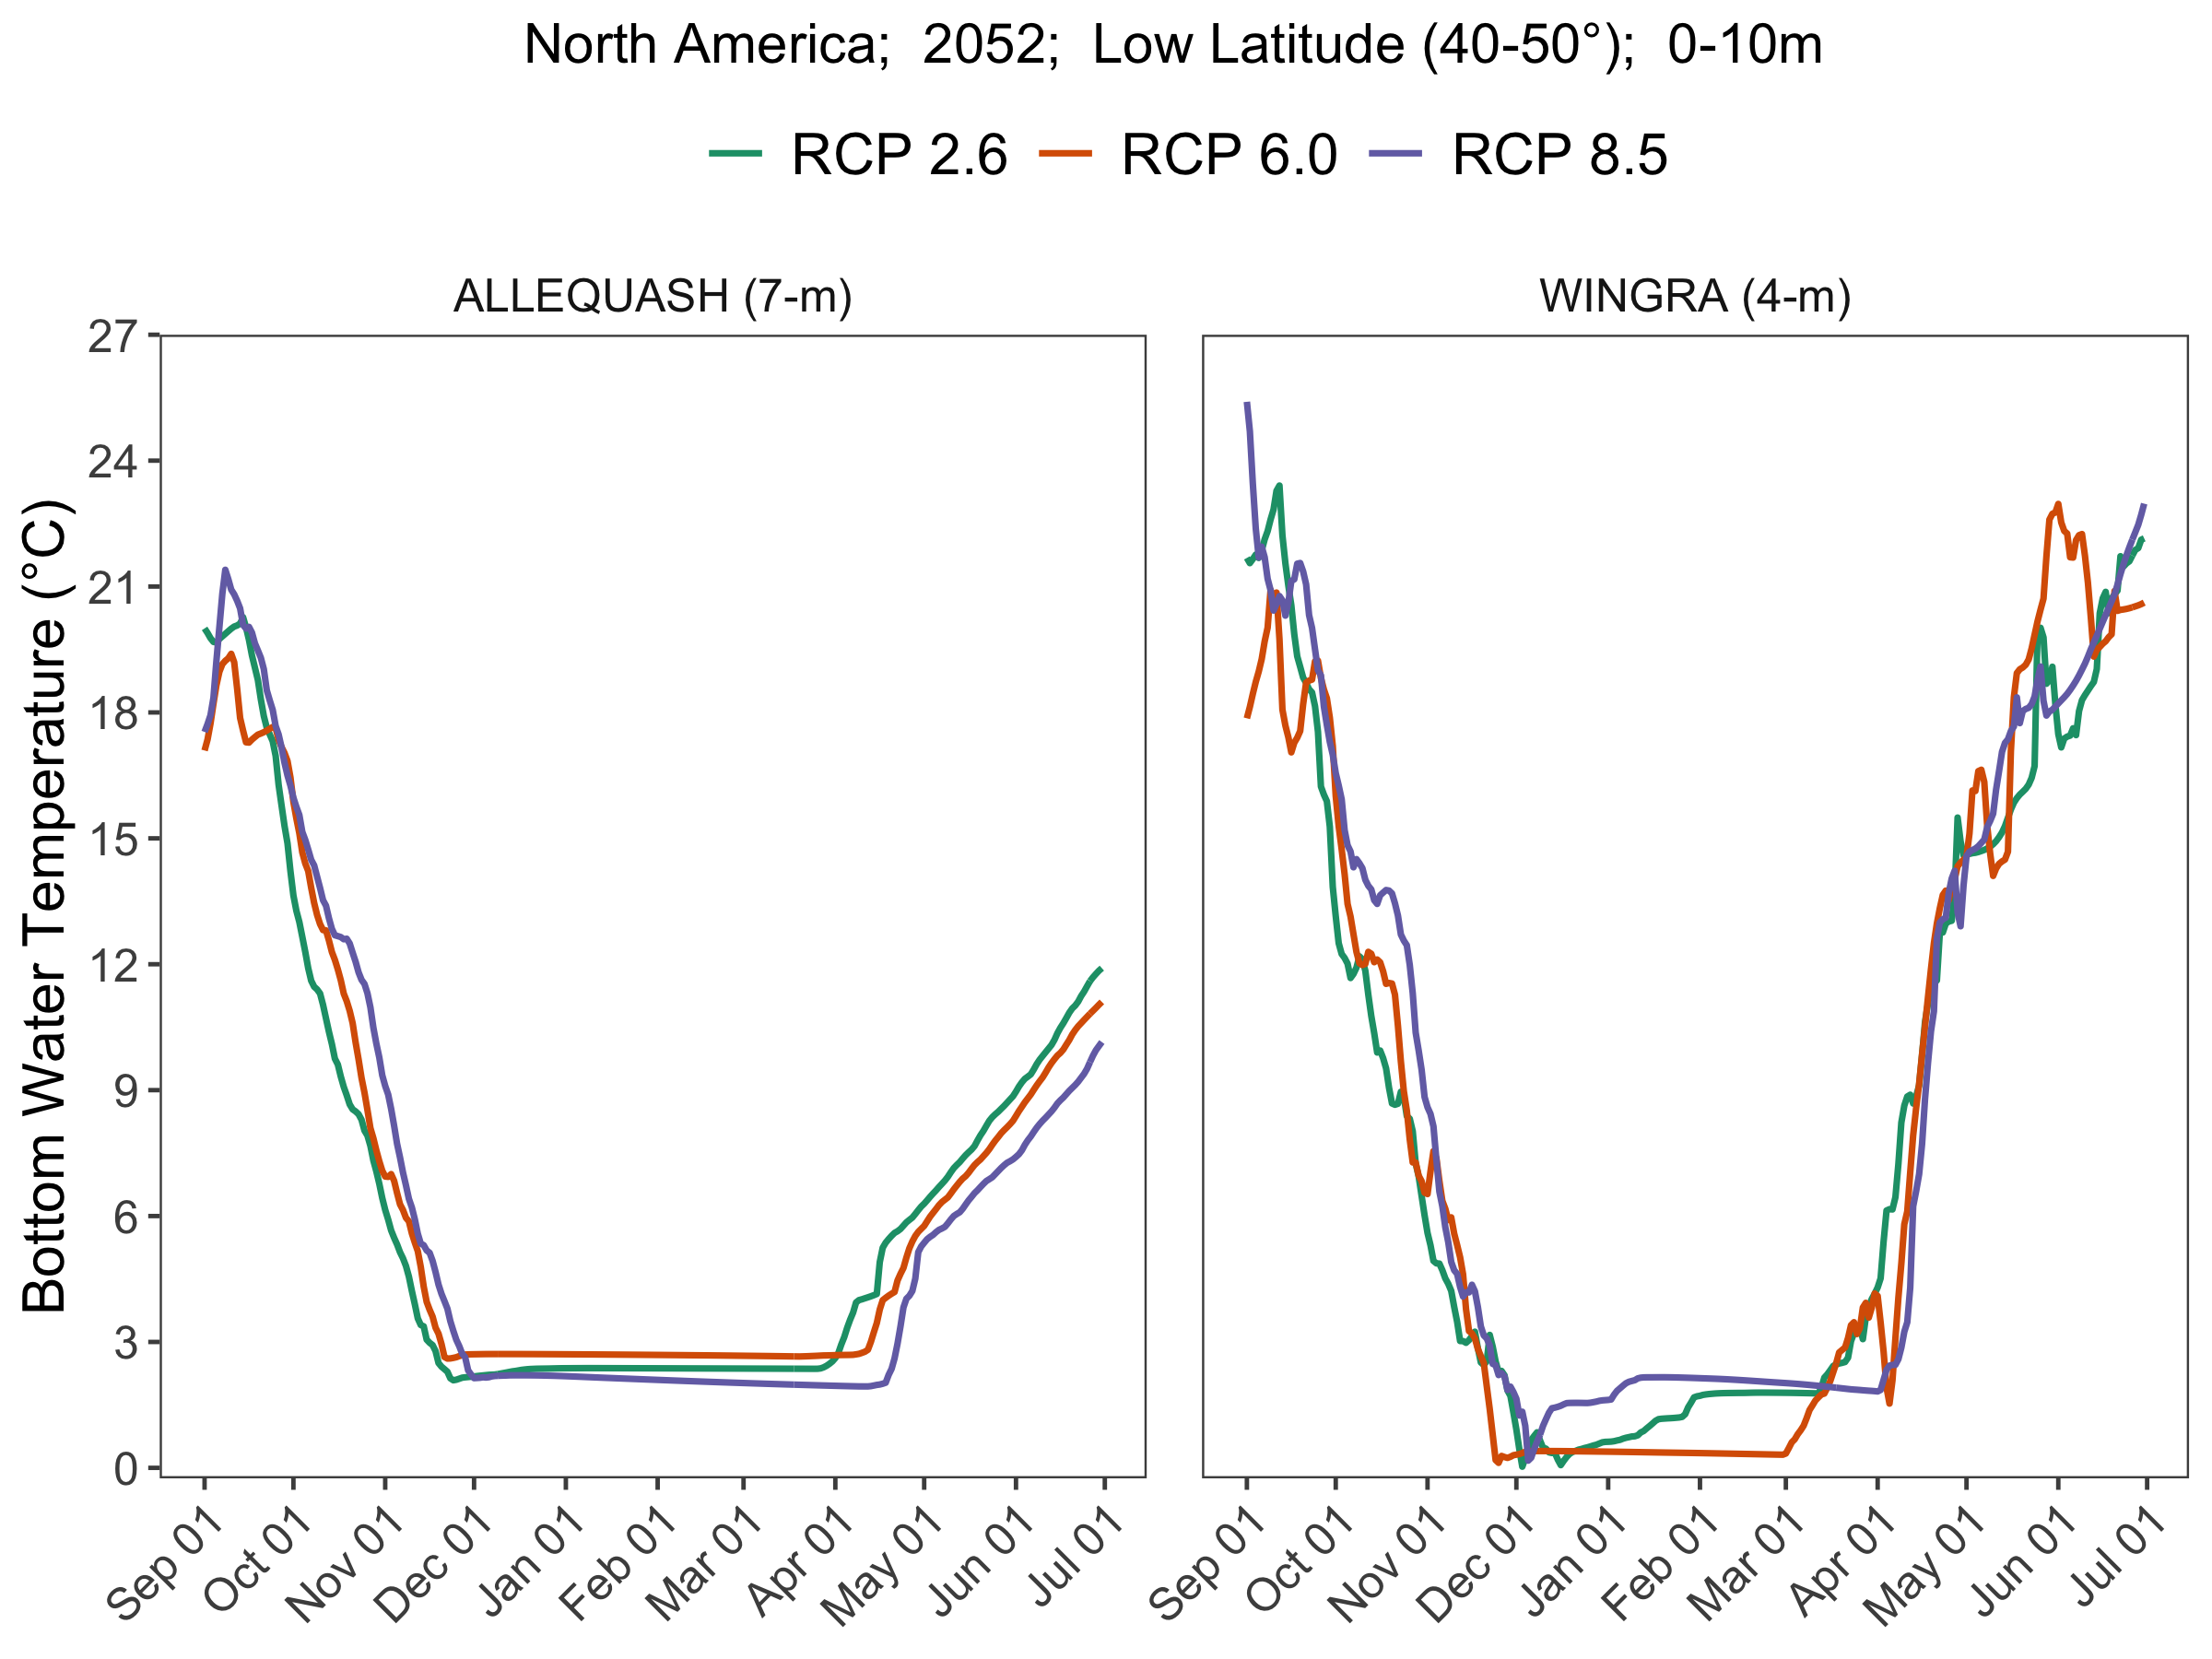 North America;  2052;  Low Latitude (40-50°);  0-10m
RCP 2.6 RCP 6.0 RCP 8.5
ALLEQUASH (7-m) WINGRA (4-m)
Bottom Water Temperature (°C)
27
24
21
18
15
12
9
6
3
0
Sep 01 Oct 01 Nov 01 Dec 01 Jan 01 Feb 01 Mar 01 Apr 01 May 01 Jun 01 Jul 01 Sep 01 Oct 01 Nov 01 Dec 01 Jan 01 Feb 01 Mar 01 Apr 01 May 01 Jun 01 Jul 01